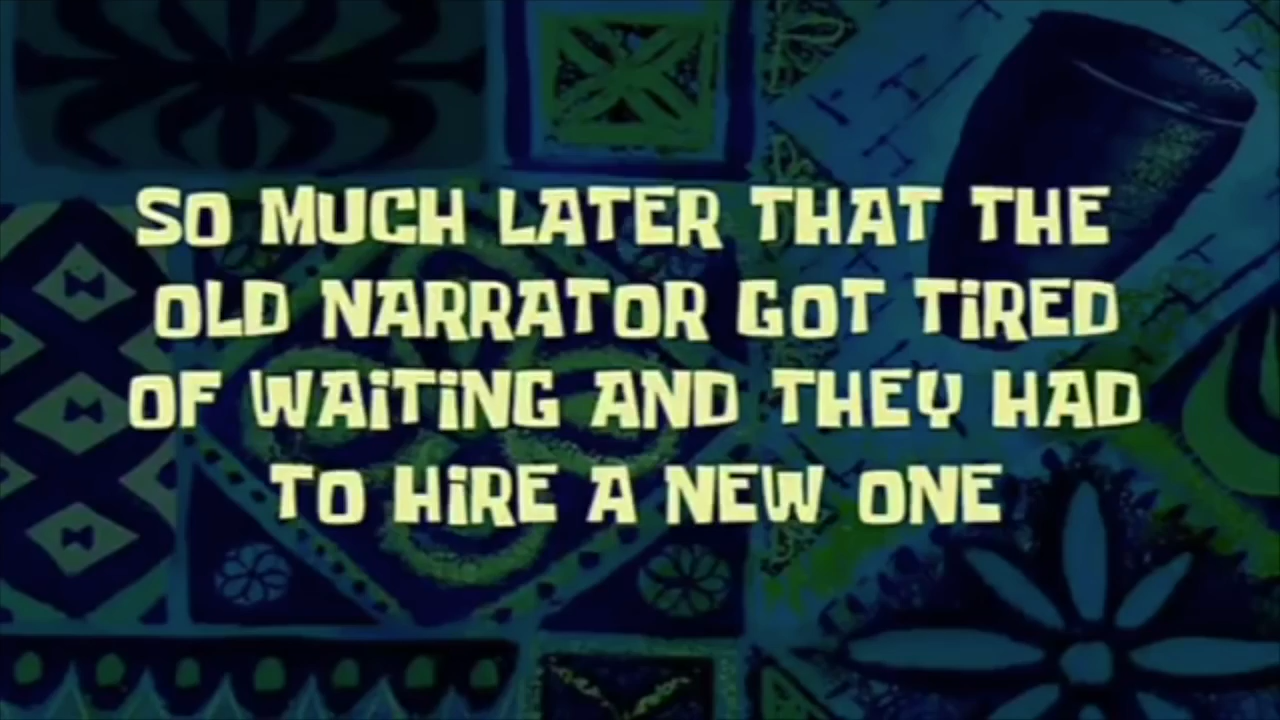 SO MUCH LATER THAT THE
OLD NARRATOR GOT TiRED
OF WAiTiNG AND THEY HAD
TO HiRE A NEW ONE